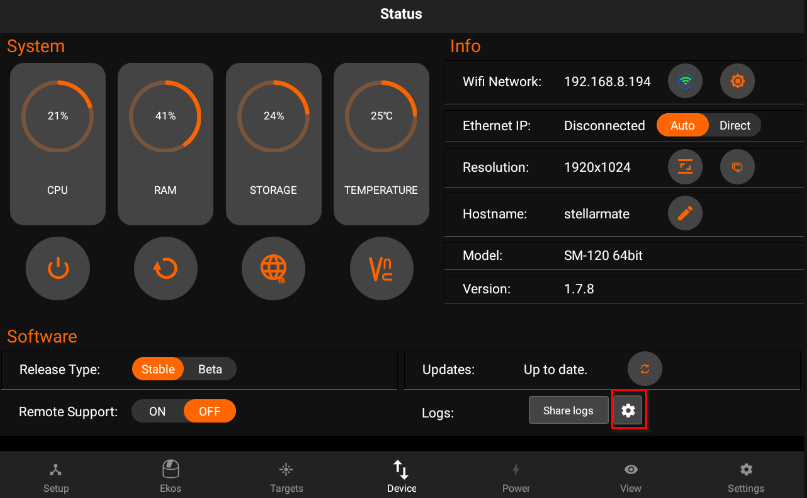 Status
System
21%
CPU
41%
RAM
24%
STORAGE
25℃
TEMPERATURE
Vnc
Info
Wifi Network: 192.168.8.194
Ethernet IP: Disconnected Auto Direct
Resolution: 1920x1024
Hostname: stellarmate
Model: SM-120 64bit
Version: 1.7.8
Software
Release Type: Stable Beta
Remote Support: ON OFF
Updates: Up to date.
Logs: Share logs
Setup Ekos Targets Device Power View Settings